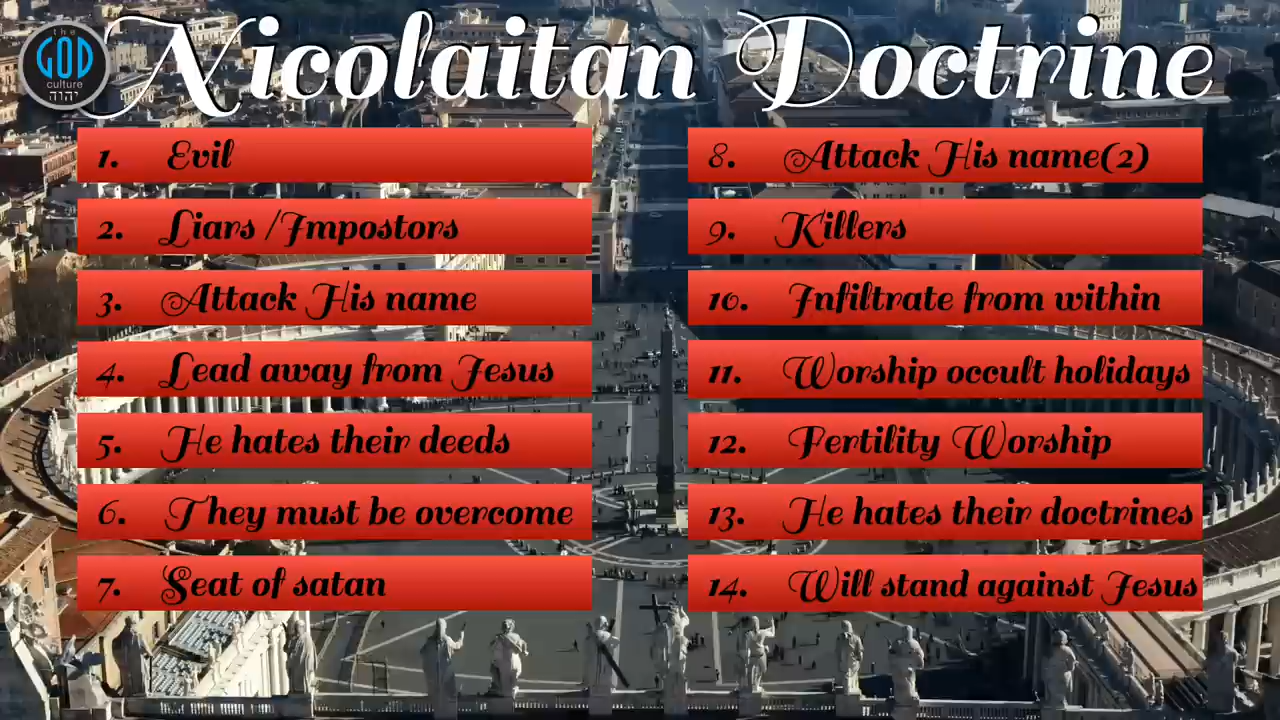 the
GOD
culture
יהוה
Nicolaitan Doctrine
1. Evil
2. Liars /Impostors
3. Attack His name
4. Lead away from Jesus
5. He hates their deeds
6. They must be overcome
7. Seat of satan
8. Attack His name(2)
9. Killers
10. Infiltrate from within
11. Worship occult holidays
12. Fertility Worship
13. He hates their doctrines
14. Will stand against Jesus